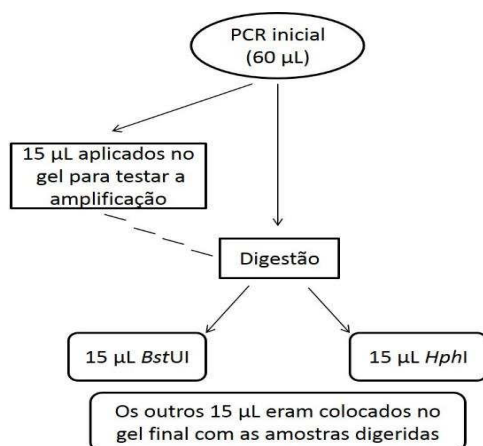 PCR inicial
(60 µL)
15 µL aplicados no
gel para testar a
amplificação
Digestão
15 µL BstUI
15 µL HphI
Os outros 15 µL eram colocados no
gel final com as amostras digeridas